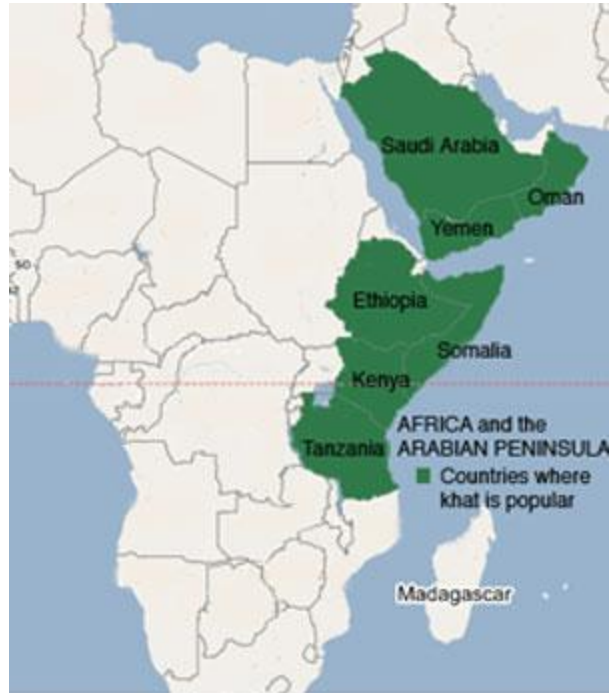 Saudi Arabia
Oman
Yemen
Ethiopia
Somalia
Kenya
AFRICA and the
Tanzania
ARABIAN PENINSULA
Countries where
khat is popular
Madagascar